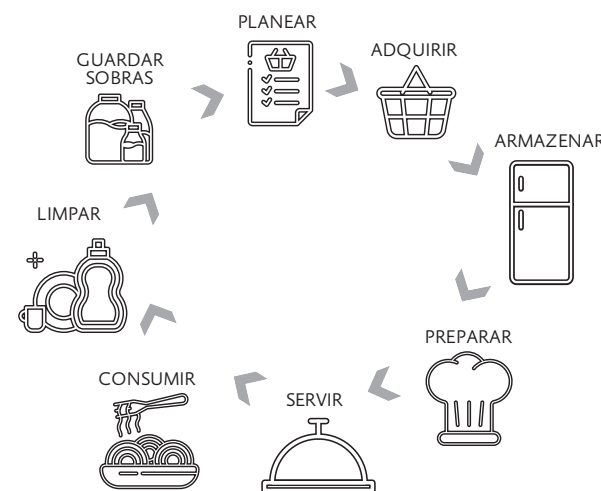 PLANEAR
ADQUIRIR
ARMAZENAR
PREPARAR
SERVIR
CONSUMIR
LIMPAR
GUARDAR
SOBRAS